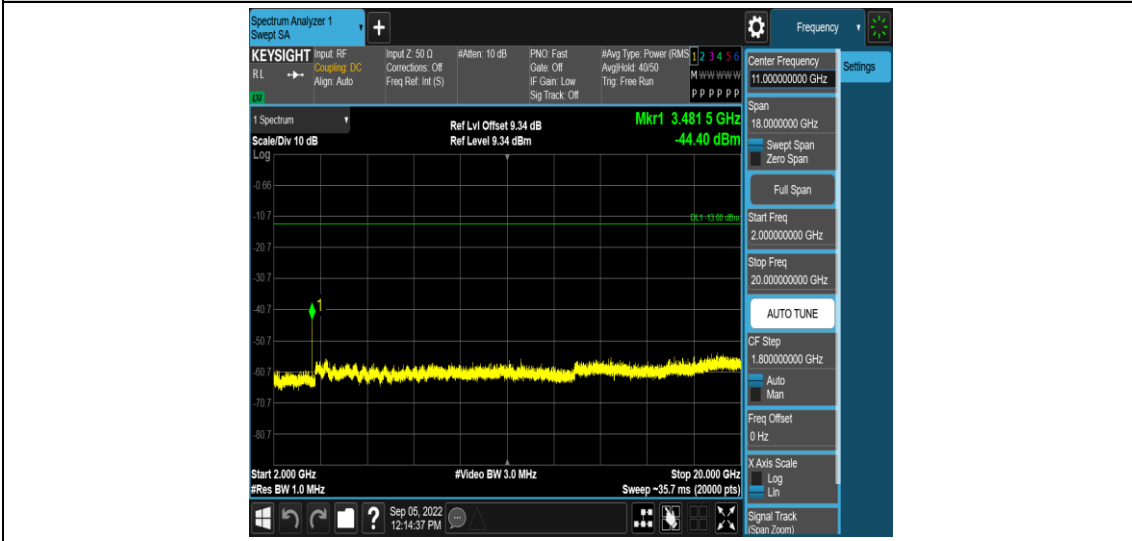 Spectrum Analyzer 1
Swept SA
+
Frequency
KEYSIGHT
RL
Input: RF
Coupling: DC
Align: Auto
Input Z: 50 Ω
Corrections: Off
Freq Ref: Int (S)
#Atten: 10 dB
PNO: Fast
Gate: Off
IF Gain: Low
Sig Track: Off
#Avg Type: Power (RMS
Avg|Hold: 40/50
Trig: Free Run
1 2 3 4 5 6
M W W W W W
P P P P P P
1 Spectrum
Scale/Div 10 dB
Log
Ref Lvl Offset 9.34 dB
Ref Level 9.34 dBm
Mkr1 3.481 5 GHz
-44.40 dBm
-0.66
-10.7
DL1 -13.00 dBm
-20.7
-30.7
-40.7
1
-50.7
-60.7
-70.7
-80.7
Start 2.000 GHz
#Res BW 1.0 MHz
#Video BW 3.0 MHz
Stop 20.000 GHz
Sweep ~35.7 ms (20000 pts)
Center Frequency
11.000000000 GHz
Settings
Span
18.0000000 GHz
Swept Span
Zero Span
Full Span
Start Freq
2.000000000 GHz
Stop Freq
20.000000000 GHz
AUTO TUNE
CF Step
1.800000000 GHz
Auto
Man
Freq Offset
0 Hz
X Axis Scale
Log
Lin
Signal Track
(Span Zoom)
?
Sep 05, 2022
12:14:37 PM